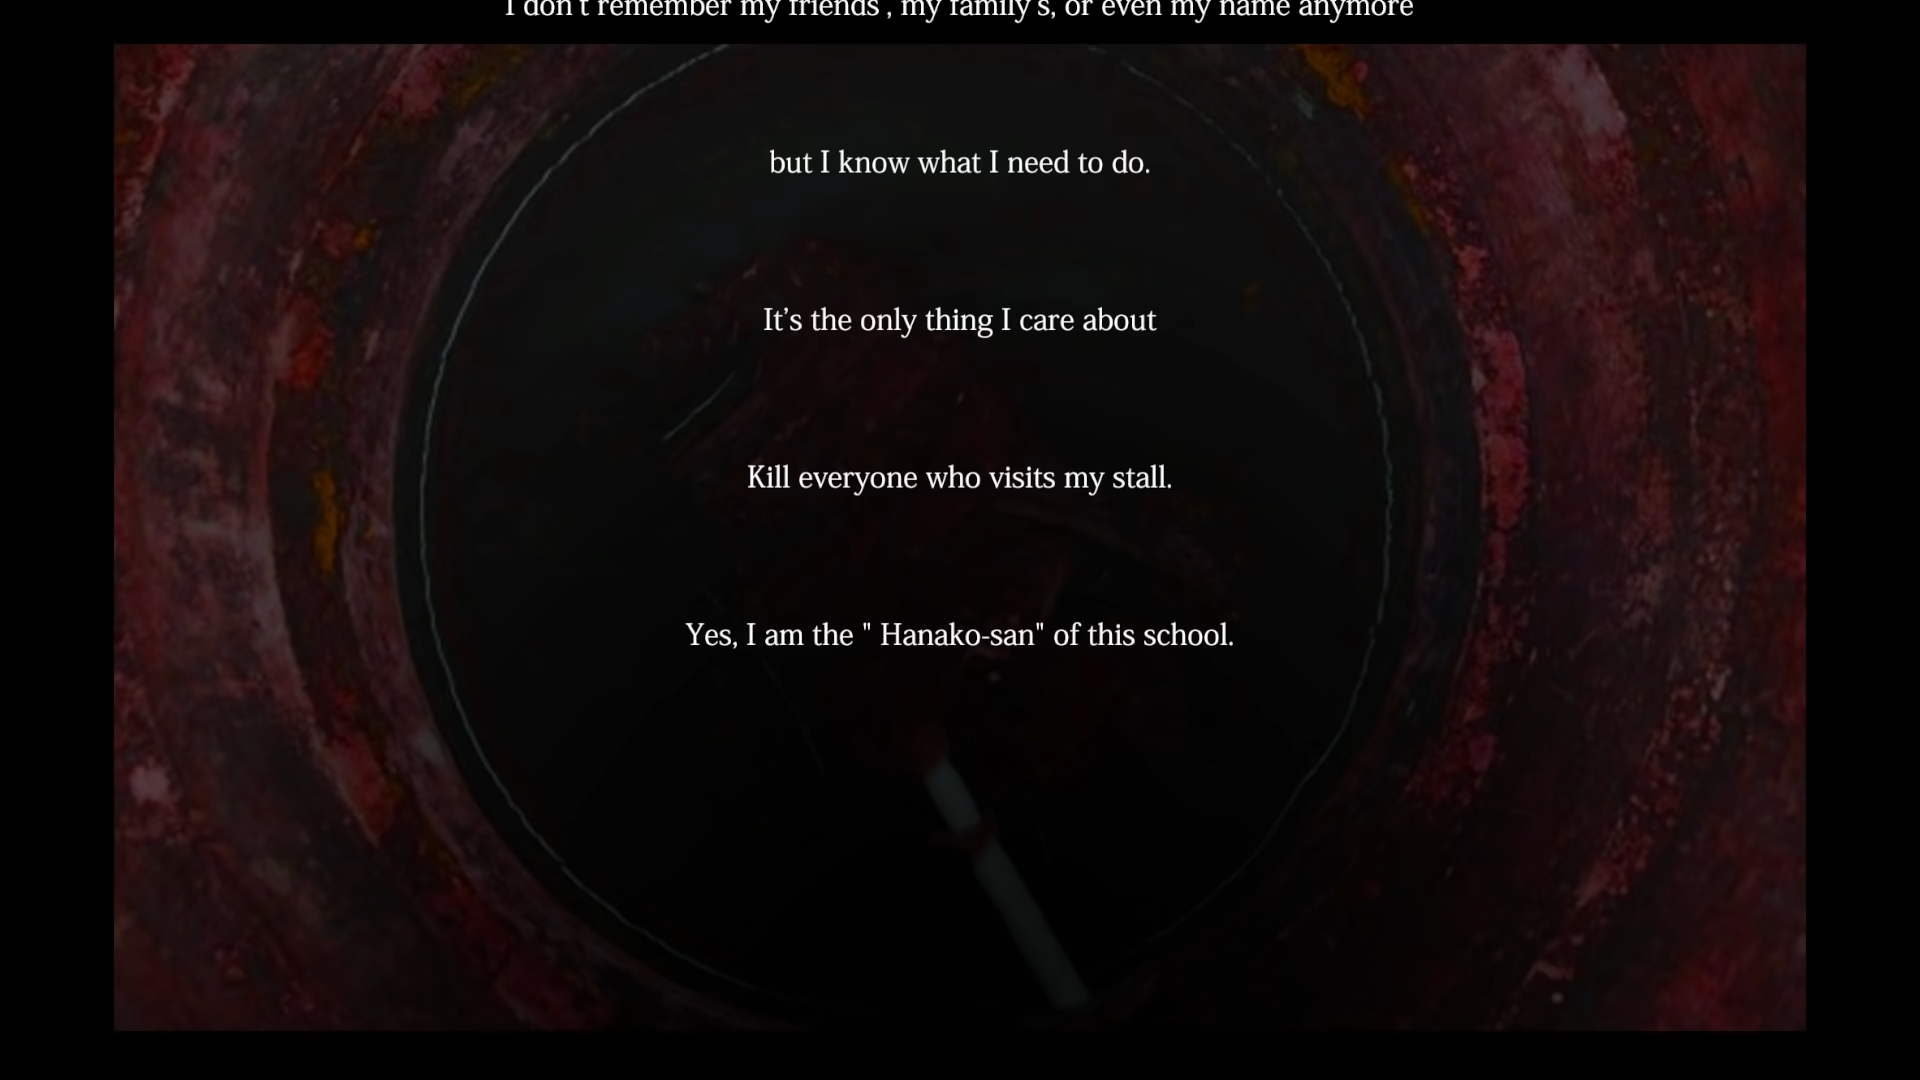 I don't remember my friends', my family's, or even my name anymore
but I know what I need to do.
It’s the only thing I care about
Kill everyone who visits my stall.
Yes, I am the " Hanako-san" of this school.